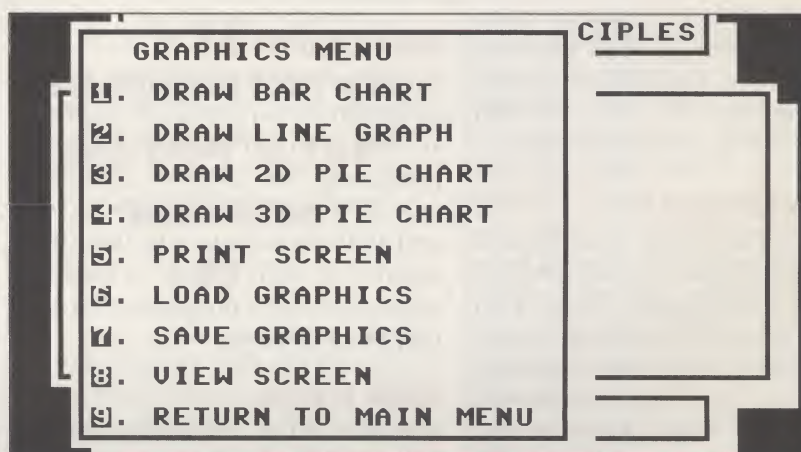 CIPLES
GRAPHICS MENU
1. DRAW BAR CHART
2. DRAW LINE GRAPH
3. DRAW 2D PIE CHART
4. DRAW 3D PIE CHART
5. PRINT SCREEN
6. LOAD GRAPHICS
7. SAVE GRAPHICS
8. VIEW SCREEN
9. RETURN TO MAIN MENU